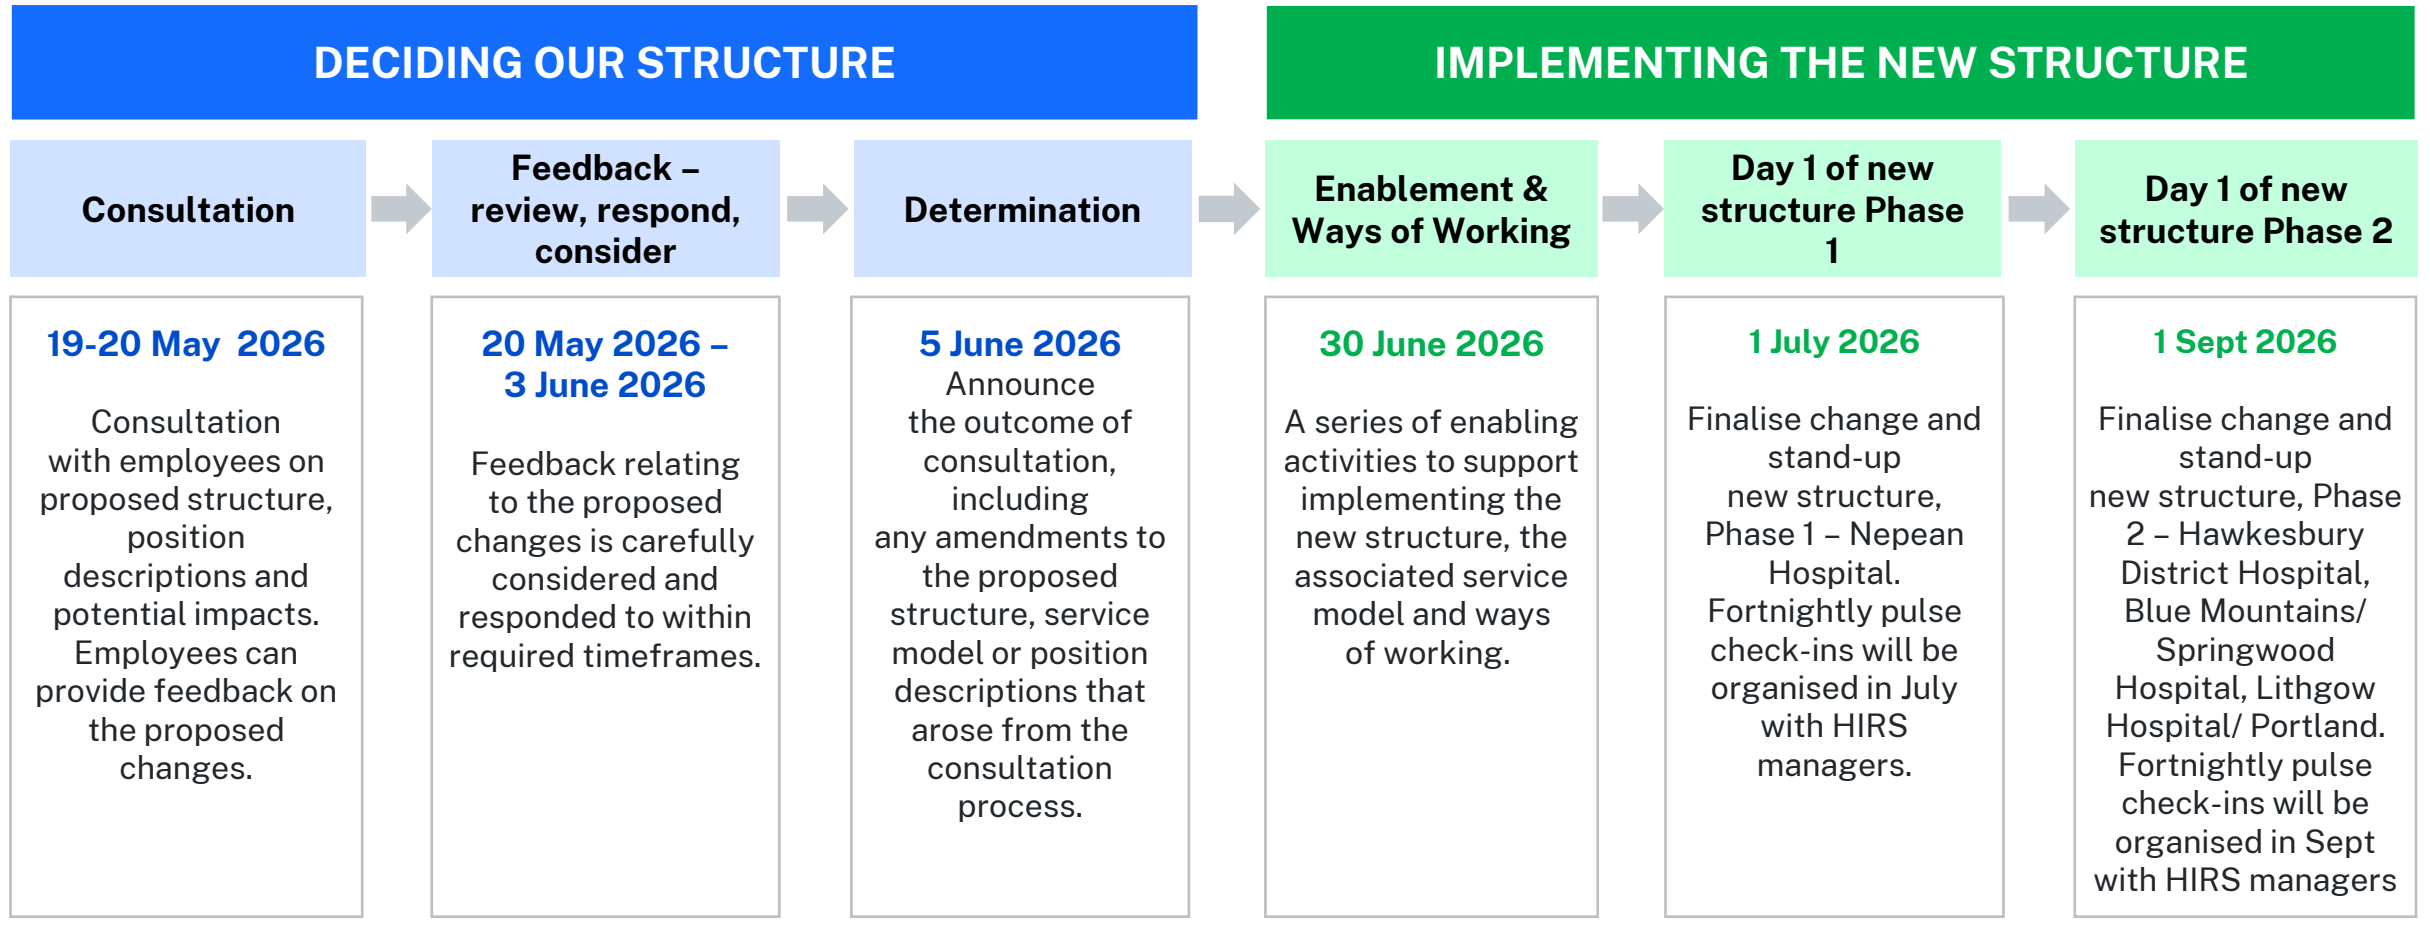 DECIDING OUR STRUCTURE
IMPLEMENTING THE NEW STRUCTURE
Consultation
Feedback –
review, respond,
consider
Determination
Enablement &
Ways of Working
Day 1 of new
structure Phase
1
Day 1 of new
structure Phase 2
19-20 May 2026
Consultation
with employees on
proposed structure,
position
descriptions and
potential impacts.
Employees can
provide feedback on
the proposed
changes.
20 May 2026 –
3 June 2026
Feedback relating
to the proposed
changes is carefully
considered and
responded to within
required timeframes.
5 June 2026
Announce
the outcome of
consultation,
including
any amendments to
the proposed
structure, service
model or position
descriptions that
arose from the
consultation
process.
30 June 2026
A series of enabling
activities to support
implementing the
new structure, the
associated service
model and ways
of working.
1 July 2026
Finalise change and
stand-up
new structure,
Phase 1 – Nepean
Hospital.
Fortnightly pulse
check-ins will be
organised in July
with HIRS
managers.
1 Sept 2026
Finalise change and
stand-up
new structure, Phase
2 – Hawkesbury
District Hospital,
Blue Mountains/
Springwood
Hospital, Lithgow
Hospital/ Portland.
Fortnightly pulse
check-ins will be
organised in Sept
with HIRS managers